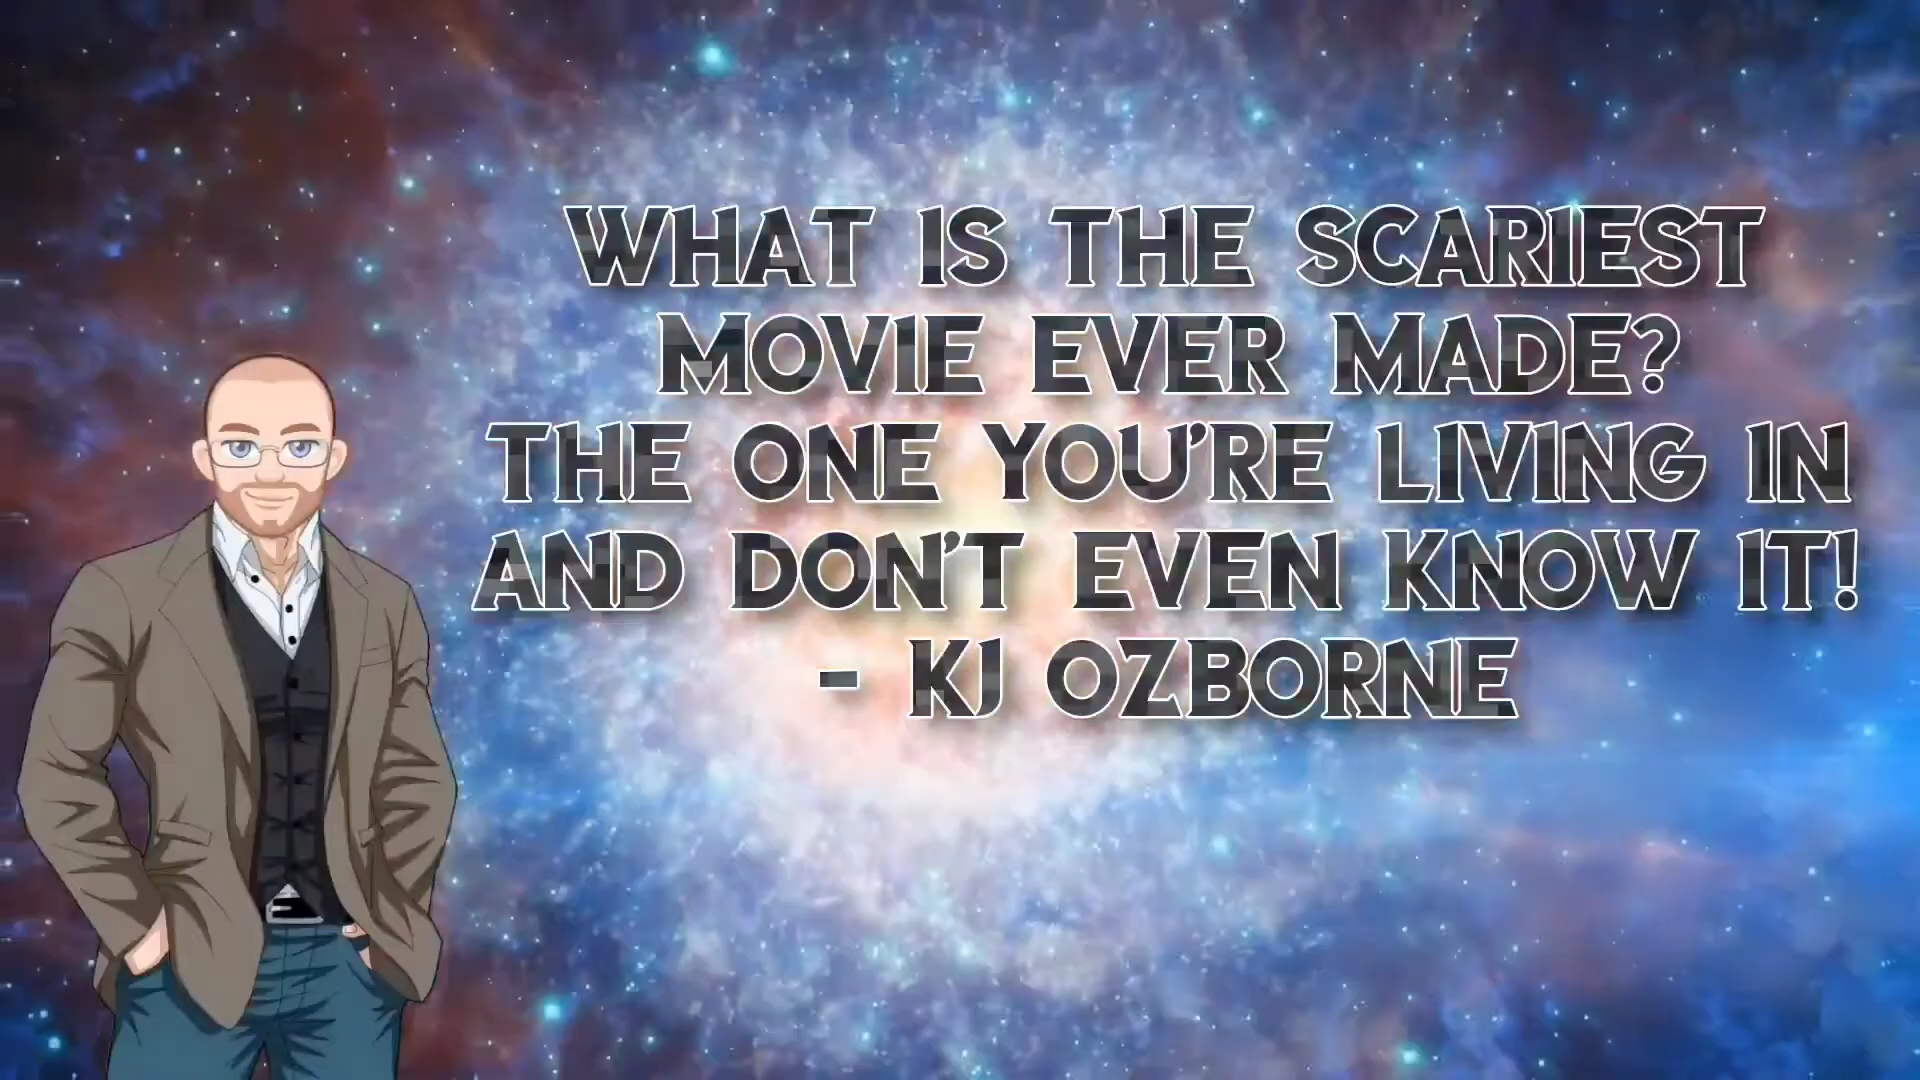 WHAT IS THE SCARIEST
MOVIE EVER MADE?
THE ONE YOU'RE LIVING IN
AND DON'T EVEN KNOW IT!
- KJ OZBORNE